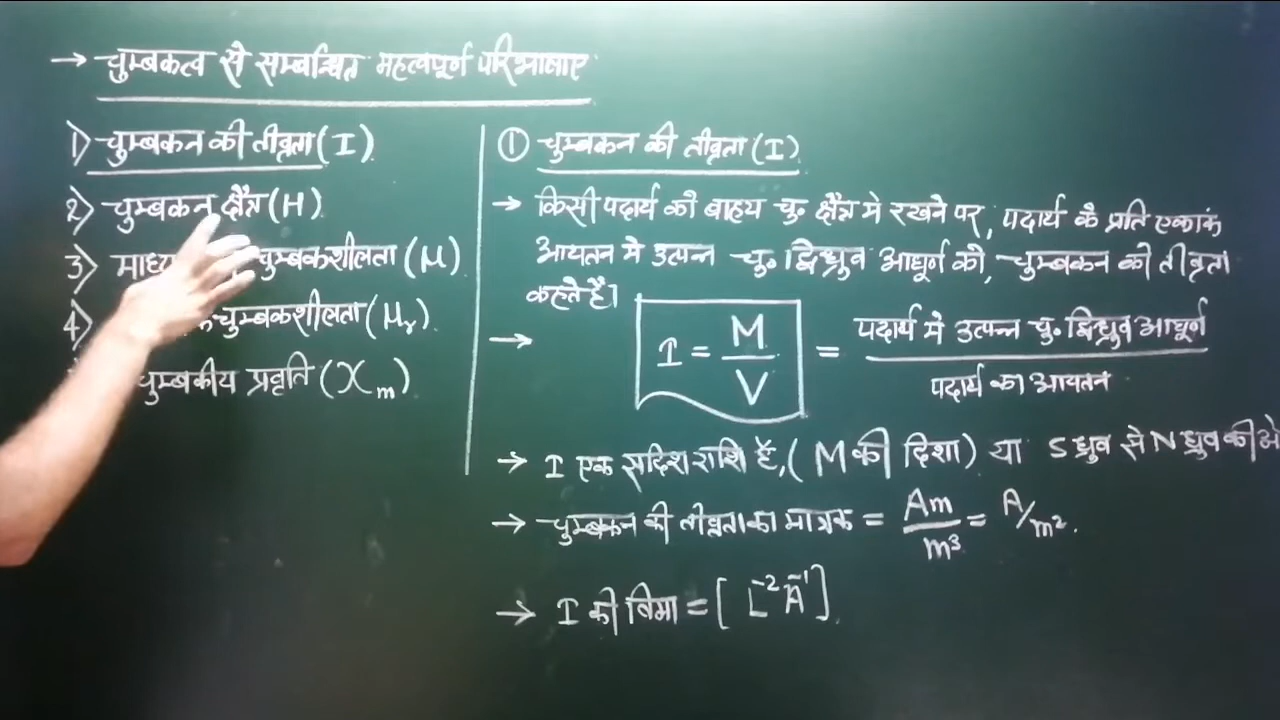 → चुम्बकत्व से सम्बन्धित महत्वपूर्ण परिभाषाए
1) चुम्बकन की तीव्रता (I)
2) चुम्बकन क्षैत्र (H)
3) चुम्बकशीलता (μ)
4) चुम्बकशीलता (μr)
चुम्बकीय प्रवृति (χm)
① चुम्बकन की तीव्रता (I)
→ किसी पदार्थ को बाहय चु॰ क्षैत्र मे रखने पर, पदार्थ के प्रति एकांक
आयतन मे उत्पन्न चु॰ द्विध्रुव आघूर्ण को, चुम्बकन की तीव्रता
कहते है।
→ I = M/V = पदार्थ मे उत्पन्न चु॰ द्विध्रुव आघूर्ण / पदार्थ का आयतन
→ I एक सदिश राशि है, (M की दिशा) या S ध्रुव से N ध्रुव की
→ चुम्बकन की तीव्रता का मात्रक = Am/m³ = A/m².
→ I की विमा = [L⁻² A⁻¹]